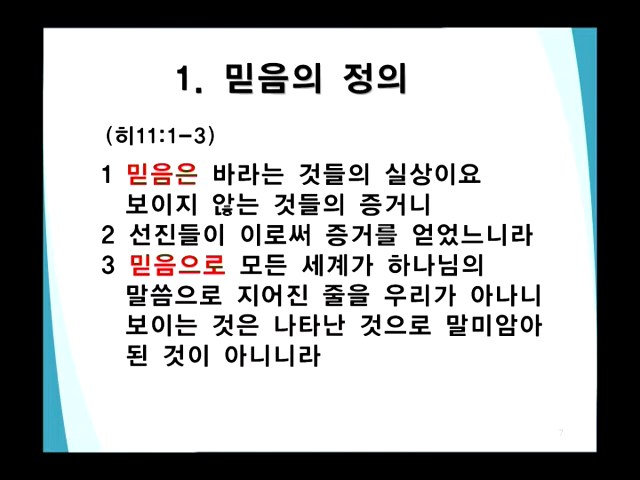 1. 믿음의 정의
(히11:1-3)
1 믿음은 바라는 것들의 실상이요
보이지 않는 것들의 증거니
2 선진들이 이로써 증거를 얻었느니라
3 믿음으로 모든 세계가 하나님의
말씀으로 지어진 줄을 우리가 아나니
보이는 것은 나타난 것으로 말미암아
된 것이 아니니라
7